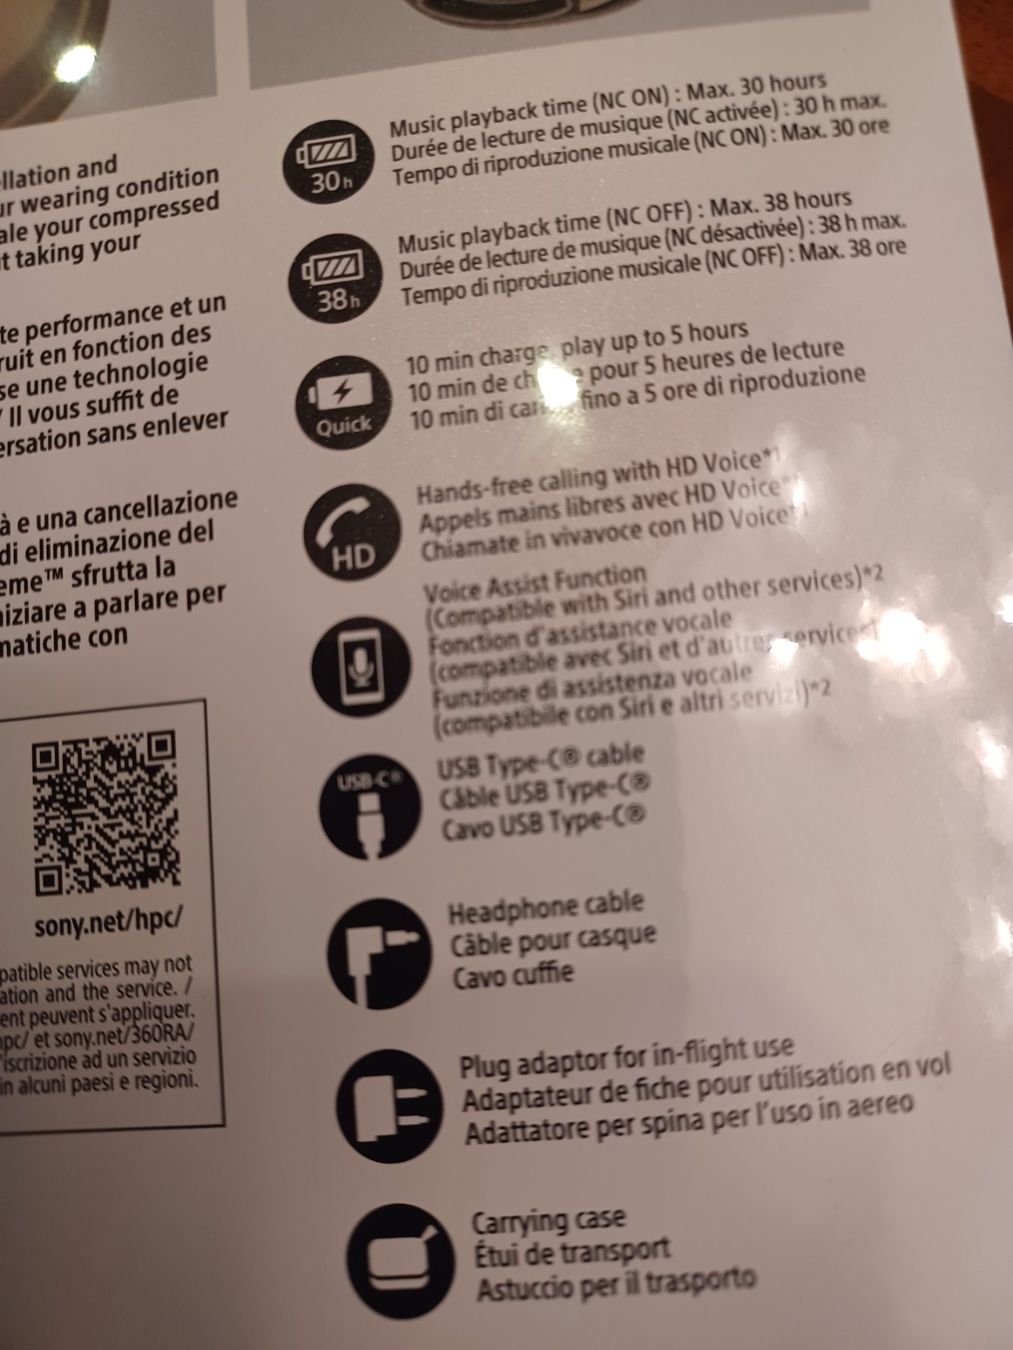 llation and
ur wearing condition
ale your compressed
t taking your
te performance et un
ruit en fonction des
se une technologie
/ Il vous suffit de
ersation sans enlever
à e una cancellazione
di eliminazione del
eme™ sfrutta la
niziare a parlare per
matiche con
sony.net/hpc/
patible services may not
ation and the service. /
ent peuvent s'appliquer.
hpc/ et sony.net/360RA/
'iscrizione ad un servizio
in alcuni paesi e regioni.
30h
Music playback time (NC ON) : Max. 30 hours
Durée de lecture de musique (NC activée) : 30 h max.
Tempo di riproduzione musicale (NC ON) : Max. 30 ore
38h
Music playback time (NC OFF) : Max. 38 hours
Durée de lecture de musique (NC désactivée) : 38 h max.
Tempo di riproduzione musicale (NC OFF) : Max. 38 ore
Quick
10 min charge, play up to 5 hours
10 min de pour 5 heures de lecture
10 min di fino a 5 ore di riproduzione
HD
Hands-free calling with HD Voice*1
Appels mains libres avec HD Voice*1
Chiamate in vivavoce con HD Voice*1
Voice Assist Function
(Compatible with Siri and other services)*2
Fonction d'assistance vocale
(compatible avec Siri et d'autres services)
Funzione di assistenza vocale
(compatibile con Siri e altri servizi)*2
USB-C®
USB Type-C® cable
Câble USB Type-C®
Cavo USB Type-C®
Headphone cable
Câble pour casque
Cavo cuffie
Plug adaptor for in-flight use
Adaptateur de fiche pour utilisation en vol
Adattatore per spina per l'uso in aereo
Carrying case
Étui de transport
Astuccio per il trasporto